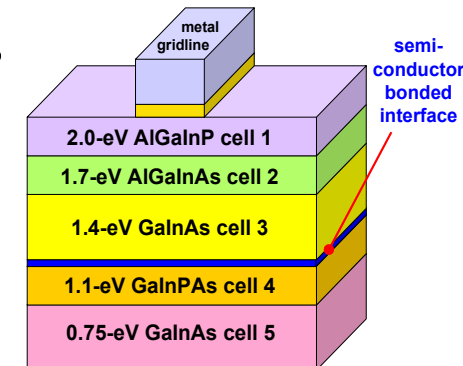 metal
gridline
semi-
conductor
bonded
interface
2.0-eV AlGaInP cell 1
1.7-eV AlGaInAs cell 2
1.4-eV GaInAs cell 3
1.1-eV GaInPAs cell 4
0.75-eV GaInAs cell 5